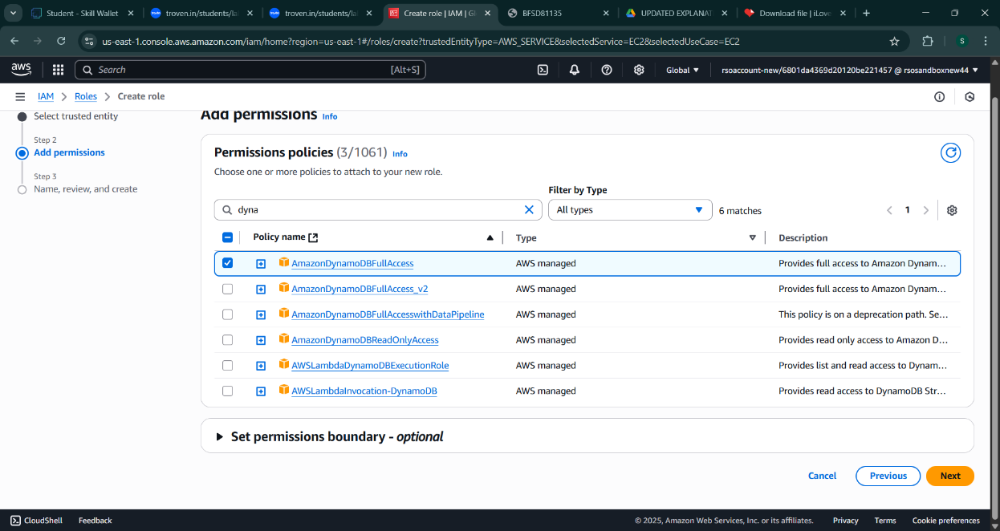 Student - Skill Wallet
troven.in/students/la
troven.in/students/la
Create role | IAM | Gl
BFSD81135
UPDATED EXPLANAT
Download file | iLove
us-east-1.console.aws.amazon.com/iam/home?region=us-east-1#/roles/create?trustedEntityType=AWS_SERVICE&selectedService=EC2&selectedUseCase=EC2
S
aws
Search
[Alt+S]
Global ▼
rsoaccount-new/6801da4369d20120be221457 @ rsosandboxnew44 ▼
IAM > Roles > Create role
Select trusted entity
Step 2
Add permissions
Step 3
Name, review, and create
Add permissions Info
Permissions policies (3/1061) Info
Choose one or more policies to attach to your new role.
Filter by Type
dyna
All types
6 matches
1
Policy name
Type
Description
AmazonDynamoDBFullAccess AWS managed Provides full access to Amazon Dynam...
AmazonDynamoDBFullAccess_v2 AWS managed Provides full access to Amazon Dynam...
AmazonDynamoDBFullAccesswithDataPipeline AWS managed This policy is on a deprecation path. Se...
AmazonDynamoDBReadOnlyAccess AWS managed Provides read only access to Amazon D...
AWSLambdaDynamoDBExecutionRole AWS managed Provides list and read access to Dynam...
AWSLambdaInvocation-DynamoDB AWS managed Provides read access to DynamoDB Str...
Set permissions boundary - optional
Cancel
Previous
Next
CloudShell
Feedback
© 2025, Amazon Web Services, Inc. or its affiliates.
Privacy
Terms
Cookie preferences